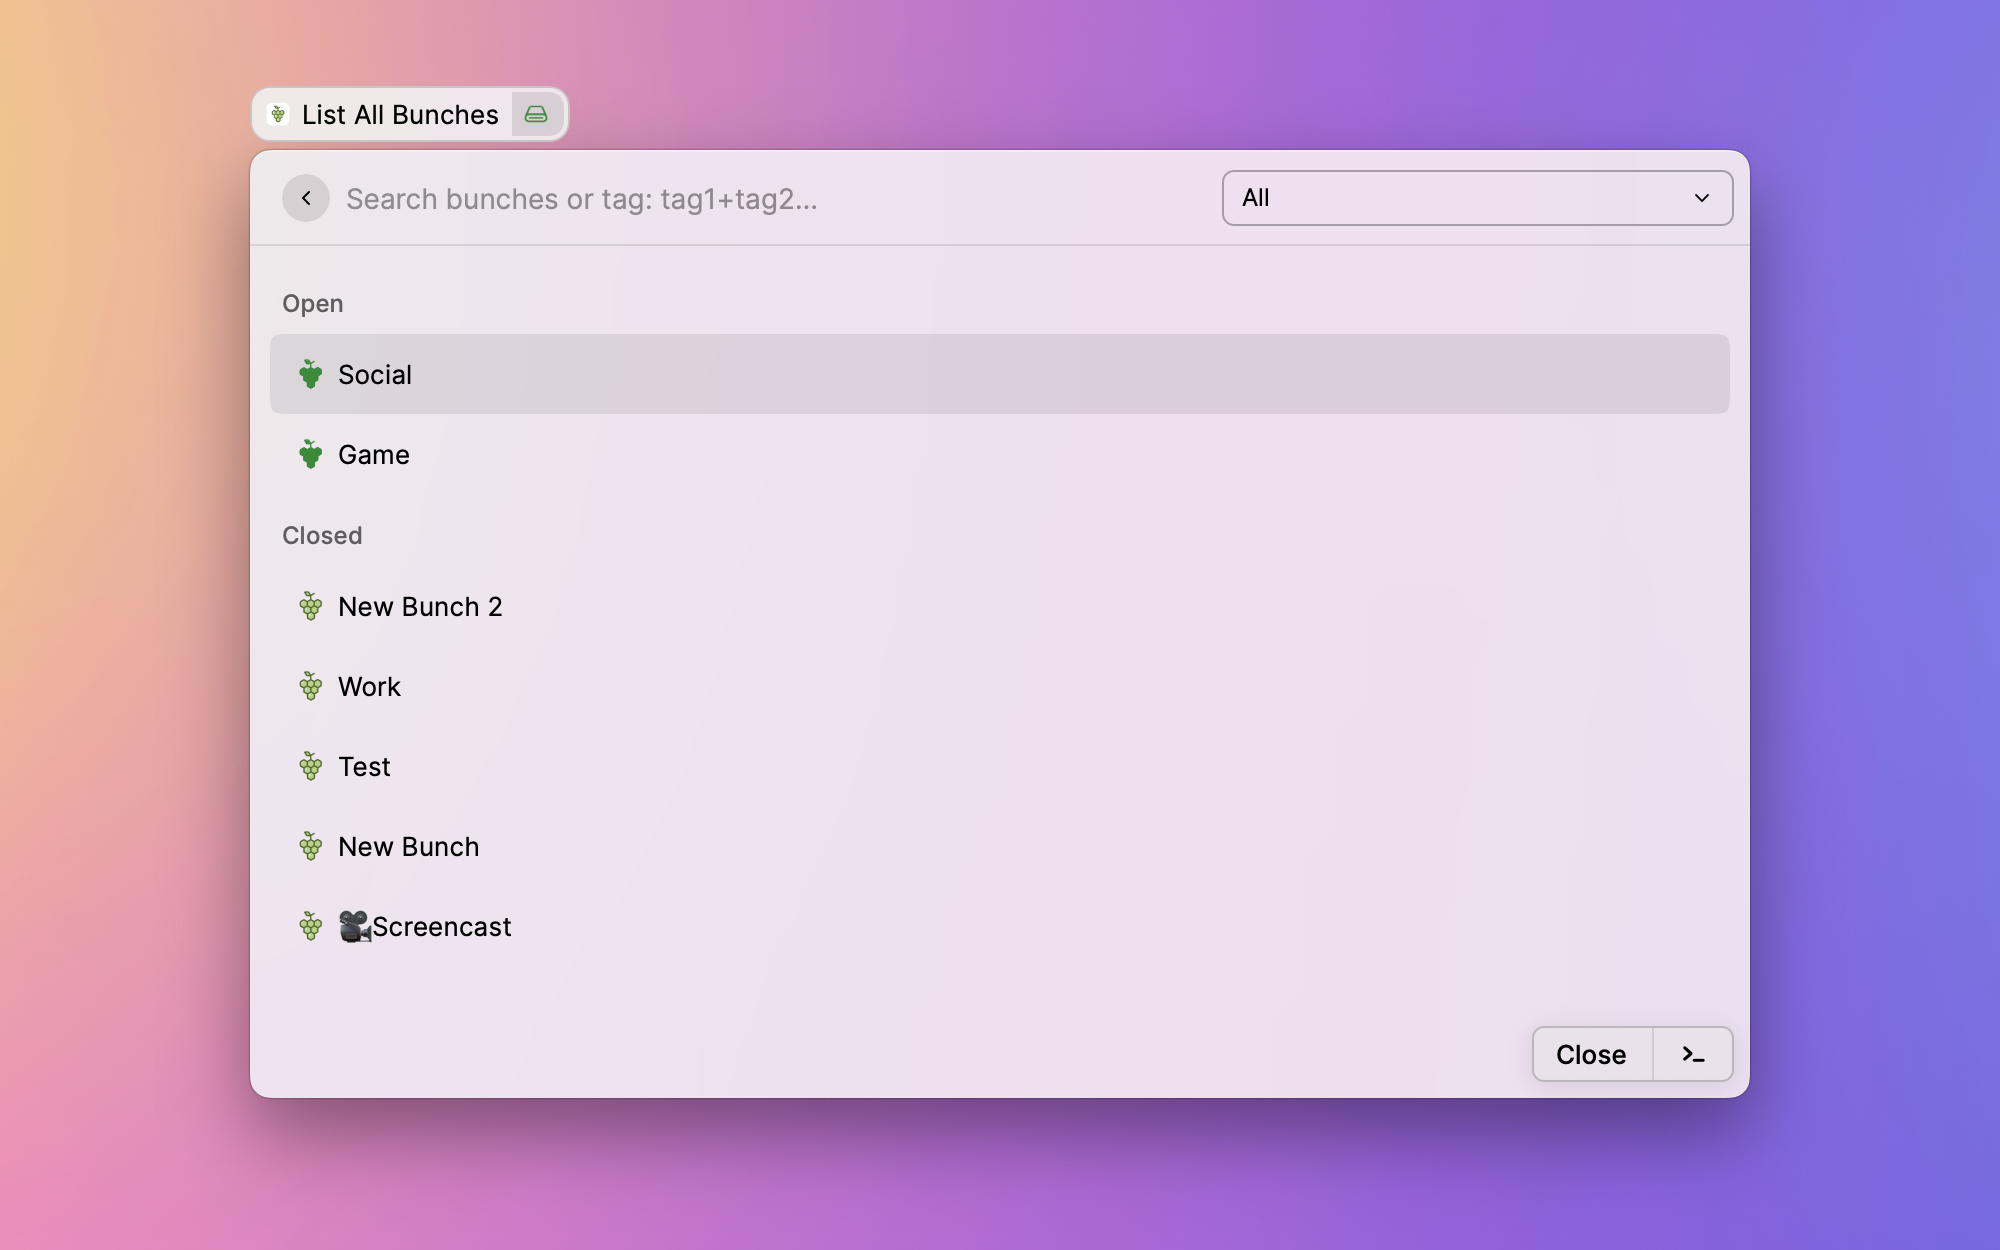 List All Bunches
Search bunches or tag: tag1+tag2...
All
Open
Social
Game
Closed
New Bunch 2
Work
Test
New Bunch
🎥Screencast
Close